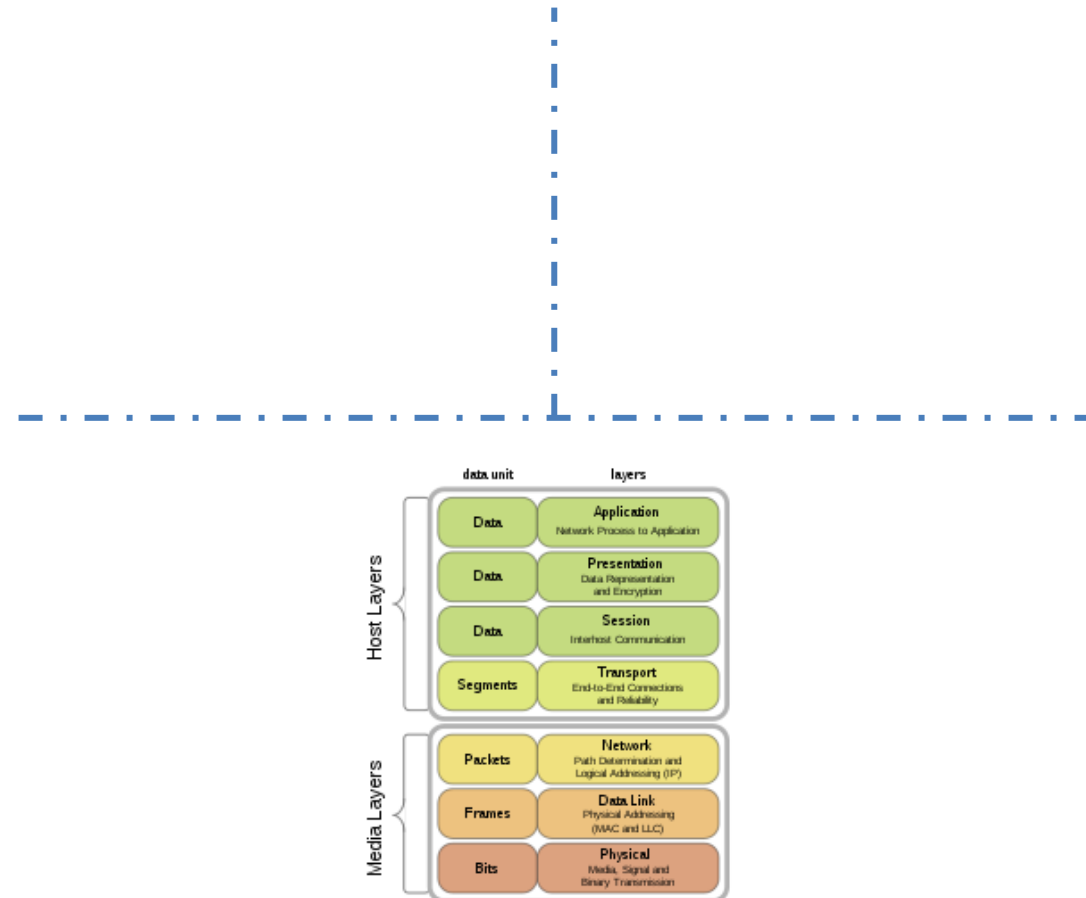 data unit layers
Host Layers
Data
Application
Network Process to Application
Data
Presentation
Data Representation
and Encryption
Data
Session
Interhost Communication
Segments
Transport
End-to-End Connections
and Reliability
Media Layers
Packets
Network
Path Determination and
Logical Addressing (IP)
Frames
Data Link
Physical Addressing
(MAC and LLC)
Bits
Physical
Media, Signal and
Binary Transmission